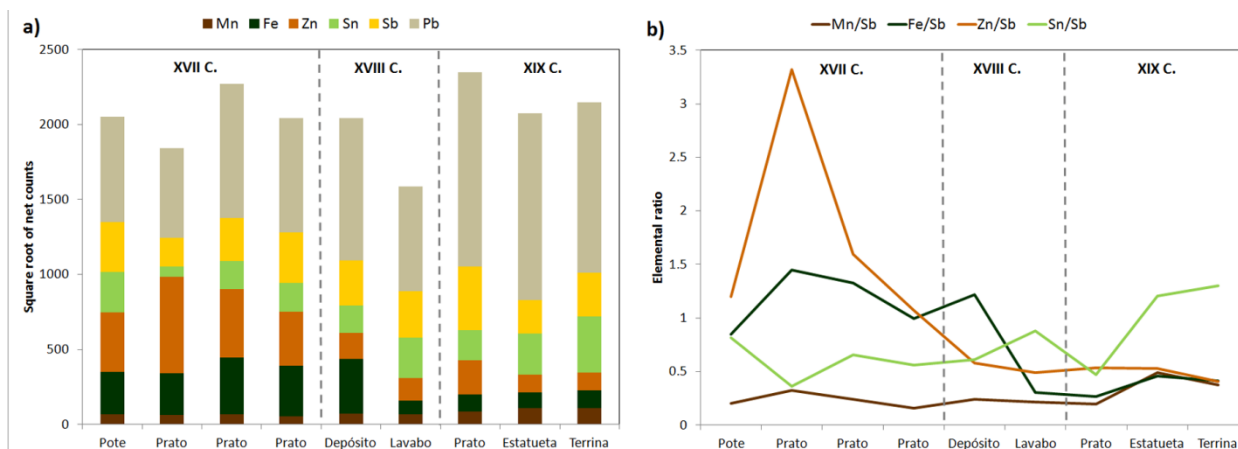 a)
Mn Fe Zn Sn Sb Pb
XVII C. XVIII C. XIX C.
Square root of net counts
2500
2000
1500
1000
500
0
Pote Prato Prato Prato Depósito Lavabo Prato Estatueta Terrina
b)
Mn/Sb Fe/Sb Zn/Sb Sn/Sb
XVII C. XVIII C. XIX C.
Elemental ratio
3.5
3
2.5
2
1.5
1
0.5
0
Pote Prato Prato Prato Depósito Lavabo Prato Estatueta Terrina